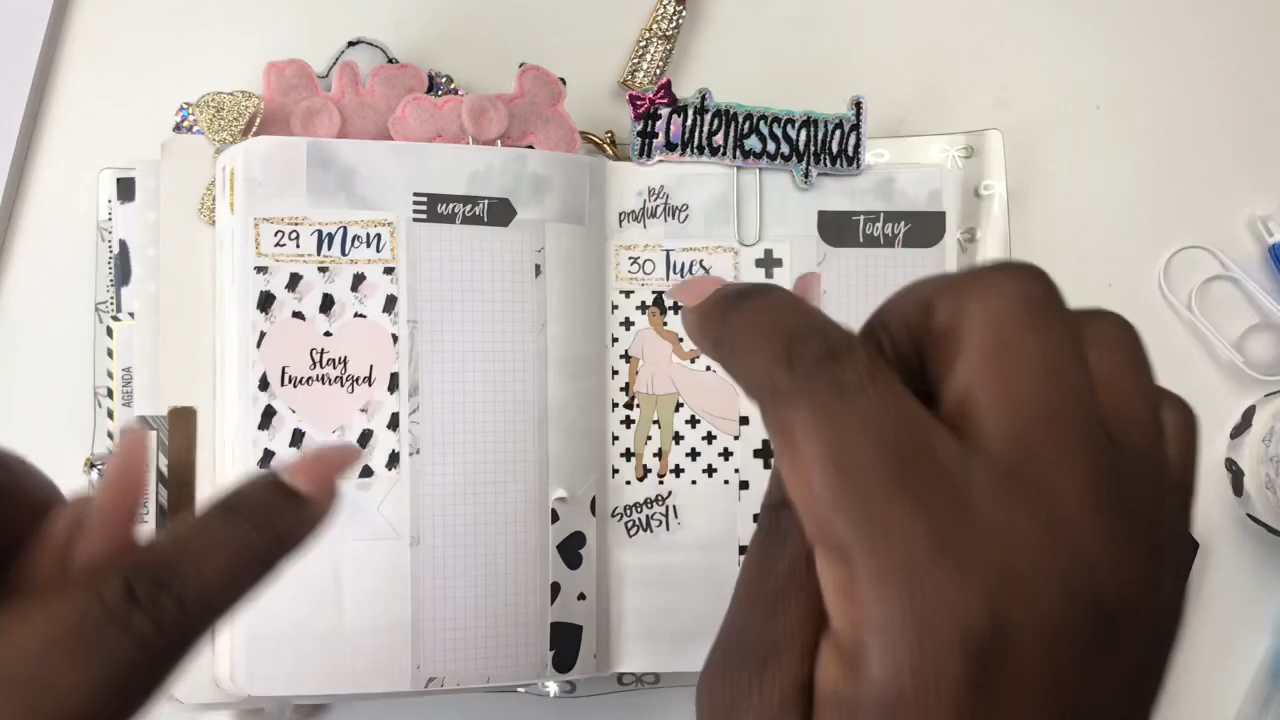 #cutenesssquad
urgent
29 Mon
Stay
Encouraged
Be
productive
30 Tues
soooo
BUSY!
Today
AGENDA